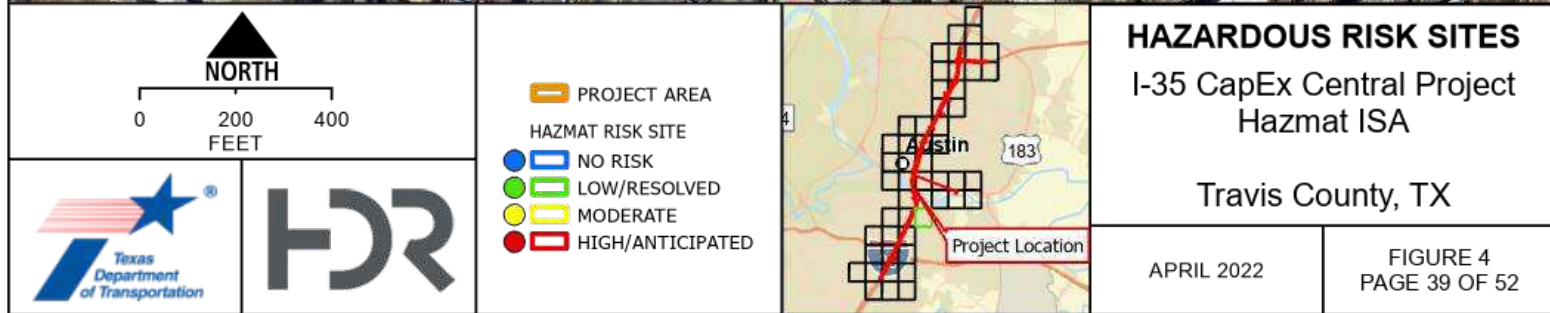 NORTH
0 200 400
FEET
Texas
Department
of Transportation
®
HDR
PROJECT AREA
HAZMAT RISK SITE
NO RISK
LOW/RESOLVED
MODERATE
HIGH/ANTICIPATED
4
Austin
183
Project Location
HAZARDOUS RISK SITES
I-35 CapEx Central Project
Hazmat ISA
Travis County, TX
APRIL 2022
FIGURE 4
PAGE 39 OF 52